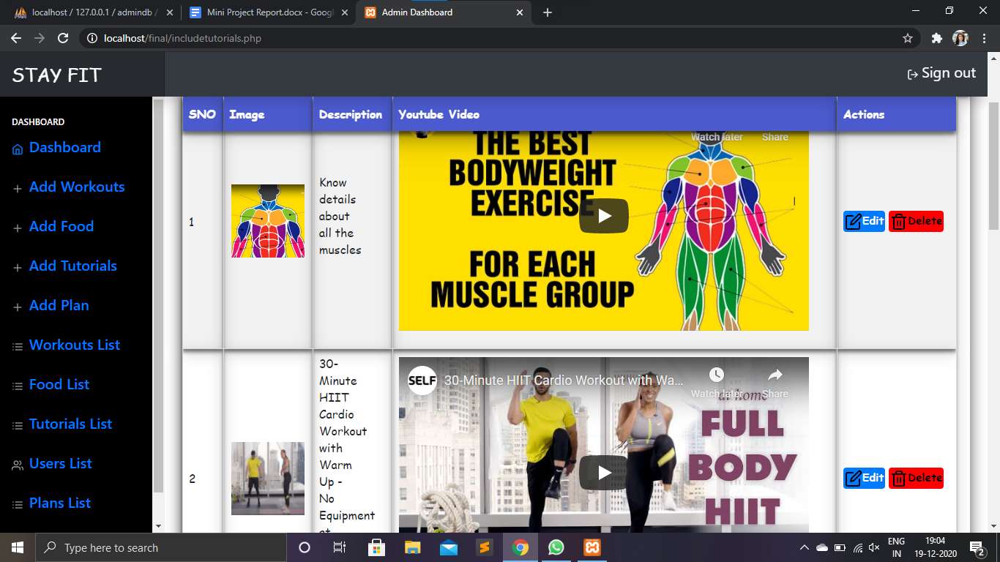 localhost / 127.0.0.1 / admindb /
Mini Project Report.docx - Googl
Admin Dashboard
localhost/final/includetutorials.php
STAY FIT
Sign out
DASHBOARD
Dashboard
Add Workouts
Add Food
Add Tutorials
Add Plan
Workouts List
Food List
Tutorials List
Users List
Plans List
SNO Image Description Youtube Video Actions
1
Know
details
about
all the
muscles
Watch later Share
THE BEST
BODYWEIGHT
EXERCISE
FOR EACH
MUSCLE GROUP
Edit Delete
2
30-
Minute
HIIT
Cardio
Workout
with
Warm
Up -
No
Equipment
SELF 30-Minute HIIT Cardio Workout with Wa...
Watch later Share
at home
FULL
BODY
HIIT
Edit Delete
Type here to search
ENG
IN
19:04
19-12-2020
2